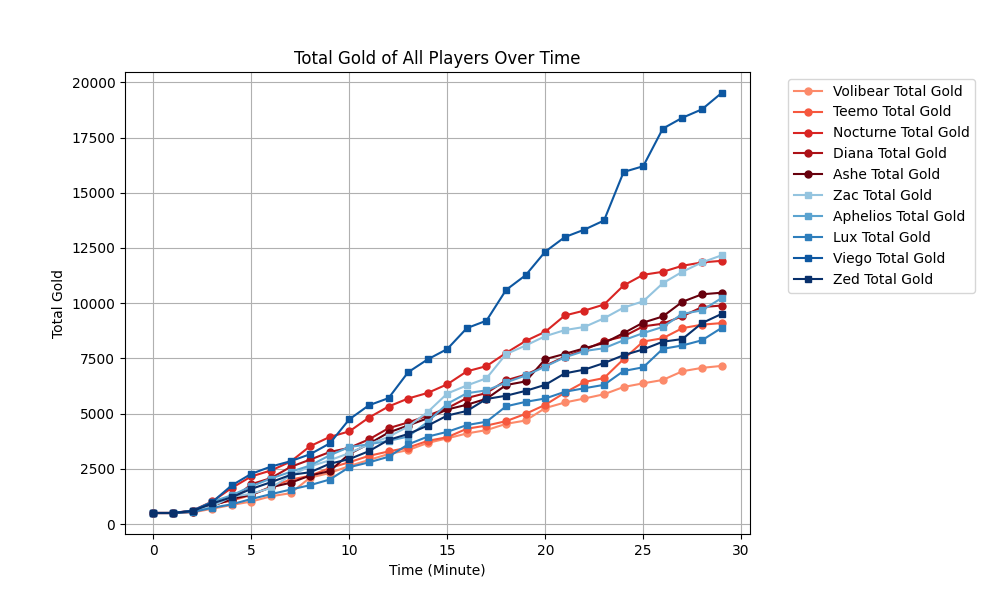 Total Gold of All Players Over Time
Total Gold
20000
17500
15000
12500
10000
7500
5000
2500
0
0 5 10 15 20 25 30
Time (Minute)
Volibear Total Gold
Teemo Total Gold
Nocturne Total Gold
Diana Total Gold
Ashe Total Gold
Zac Total Gold
Aphelios Total Gold
Lux Total Gold
Viego Total Gold
Zed Total Gold